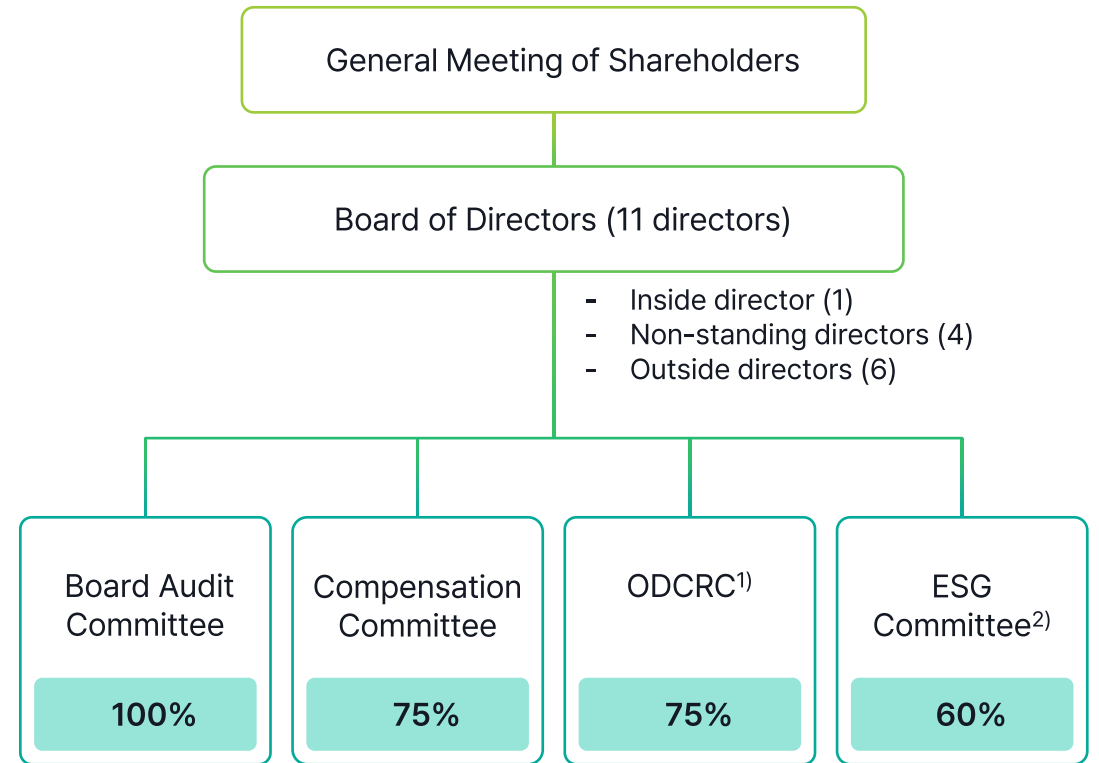 General Meeting of Shareholders
Board of Directors (11 directors)
- Inside director (1)
- Non-standing directors (4)
- Outside directors (6)
Board Audit
Committee
100%
Compensation
Committee
75%
ODCRC¹⁾
75%
ESG
Committee²⁾
60%